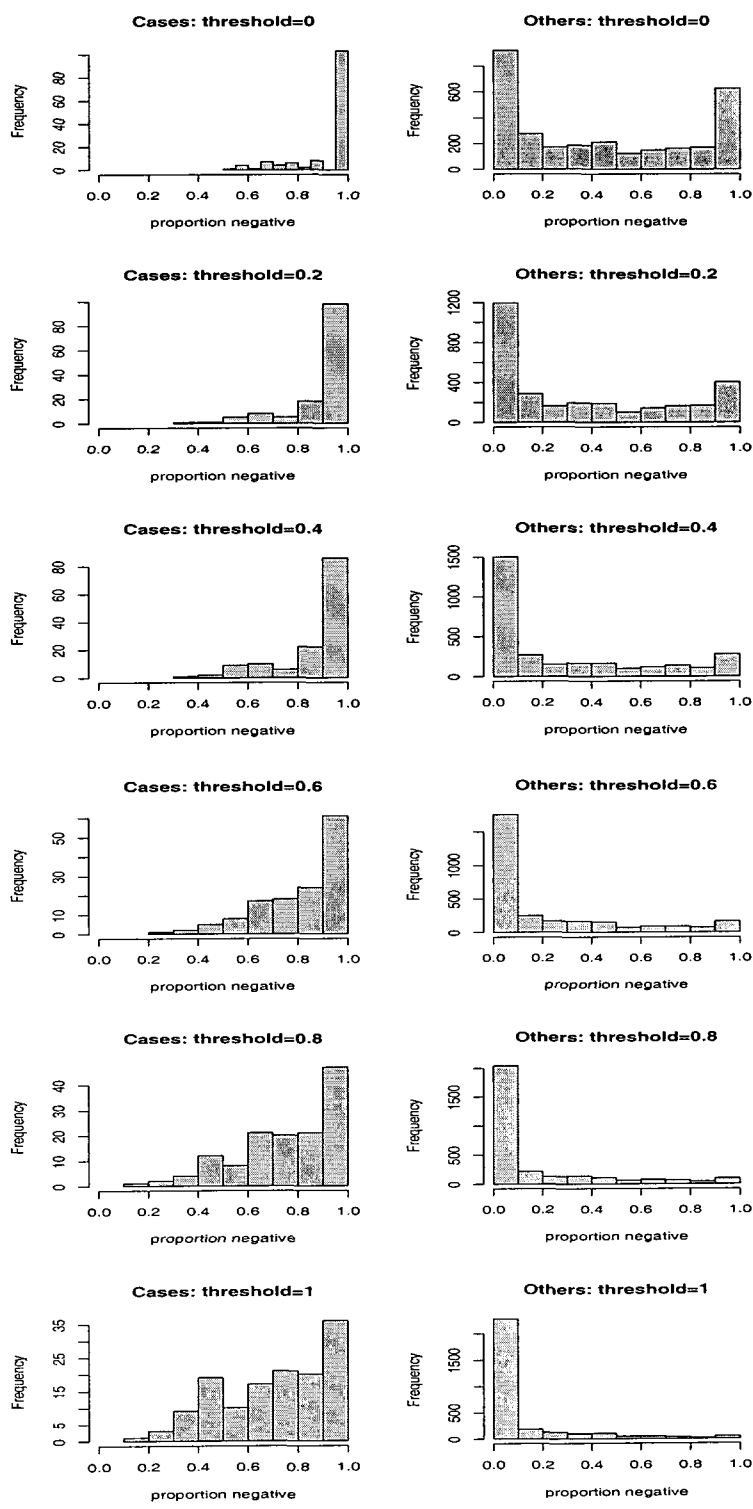 Cases: threshold=0
Frequency
0 20 40 60 80
0.0 0.2 0.4 0.6 0.8 1.0
proportion negative
Others: threshold=0
Frequency
0 200 600
0.0 0.2 0.4 0.6 0.8 1.0
proportion negative
Cases: threshold=0.2
Frequency
0 20 40 60 80
0.0 0.2 0.4 0.6 0.8 1.0
proportion negative
Others: threshold=0.2
Frequency
0 400 800 1200
0.0 0.2 0.4 0.6 0.8 1.0
proportion negative
Cases: threshold=0.4
Frequency
0 20 40 60 80
0.0 0.2 0.4 0.6 0.8 1.0
proportion negative
Others: threshold=0.4
Frequency
0 500 1000 1500
0.0 0.2 0.4 0.6 0.8 1.0
proportion negative
Cases: threshold=0.6
Frequency
0 10 30 50
0.0 0.2 0.4 0.6 0.8 1.0
proportion negative
Others: threshold=0.6
Frequency
0 500 1000
0.0 0.2 0.4 0.6 0.8 1.0
proportion negative
Cases: threshold=0.8
Frequency
0 10 20 30 40
0.0 0.2 0.4 0.6 0.8 1.0
proportion negative
Others: threshold=0.8
Frequency
0 500 1500
0.0 0.2 0.4 0.6 0.8 1.0
proportion negative
Cases: threshold=1
Frequency
0 5 15 25 35
0.0 0.2 0.4 0.6 0.8 1.0
proportion negative
Others: threshold=1
Frequency
0 500 1500
0.0 0.2 0.4 0.6 0.8 1.0
proportion negative